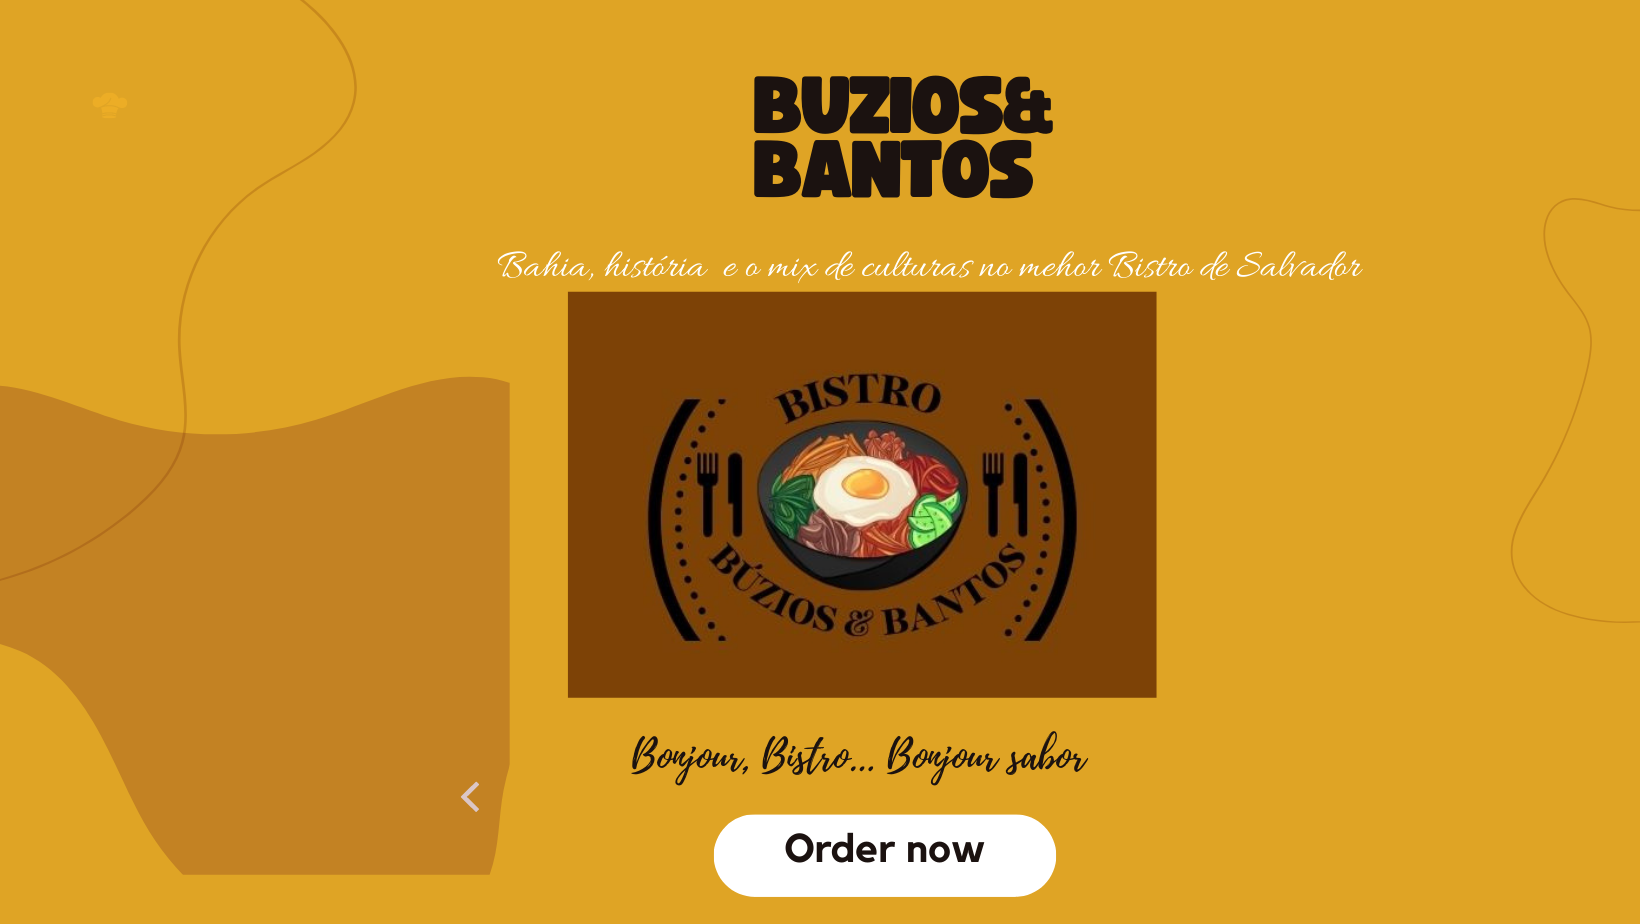 BUZIOS&
BANTOS
Bahia, história e o mix de culturas no mehor Bistro de Salvador
BISTRO
BÚZIOS & BANTOS
Bonjour, Bistro... Bonjour sabor
Order now